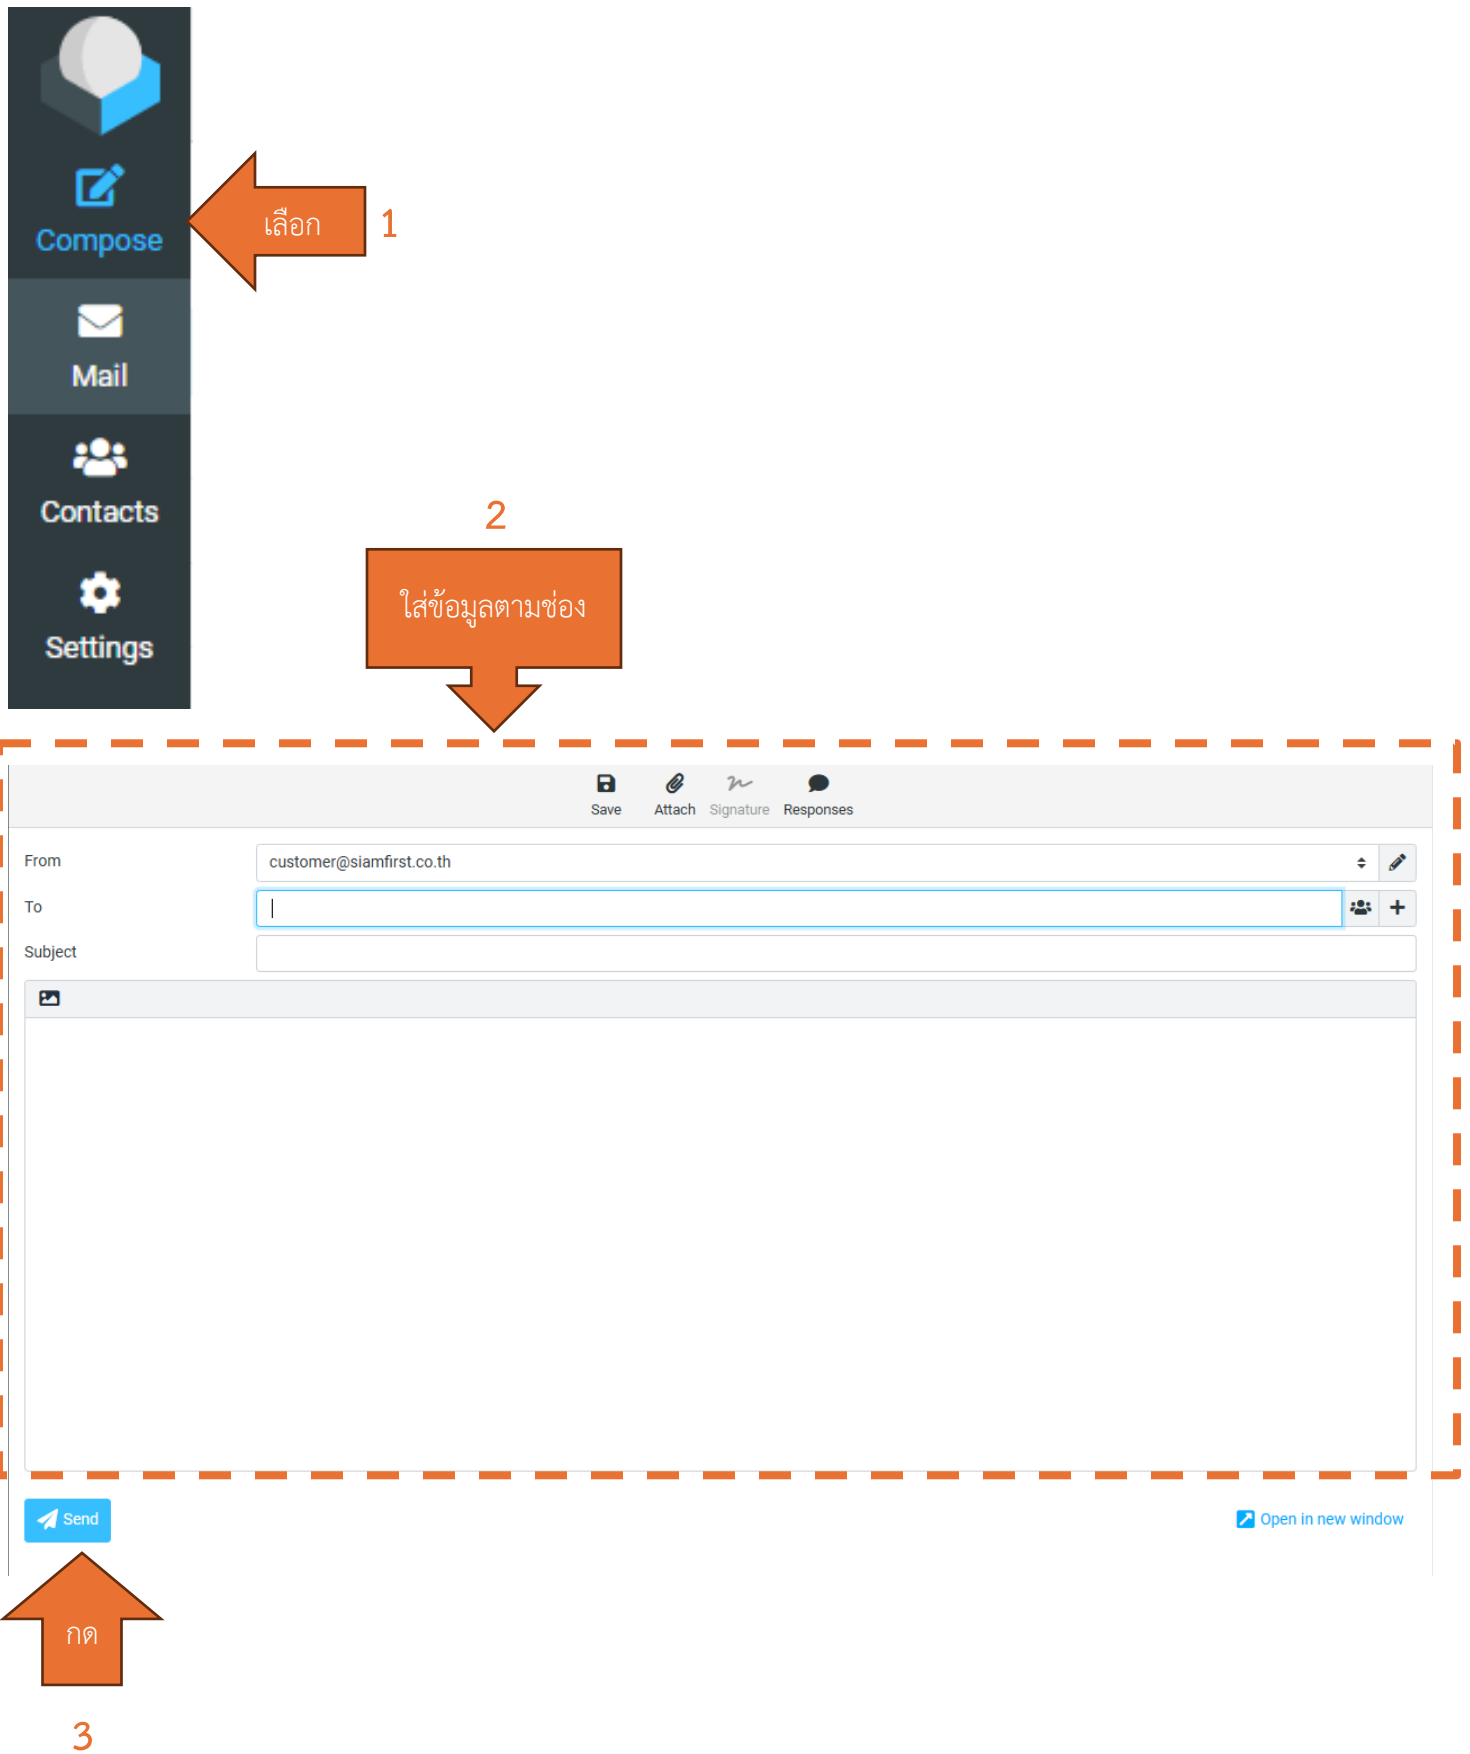 Compose
เลือก 1
Mail
Contacts
2
ใส่ข้อมูลตามช่อง
Settings
Save Attach Signature Responses
From customer@siamfirst.co.th
To
Subject
Send Open in new window
กด
3